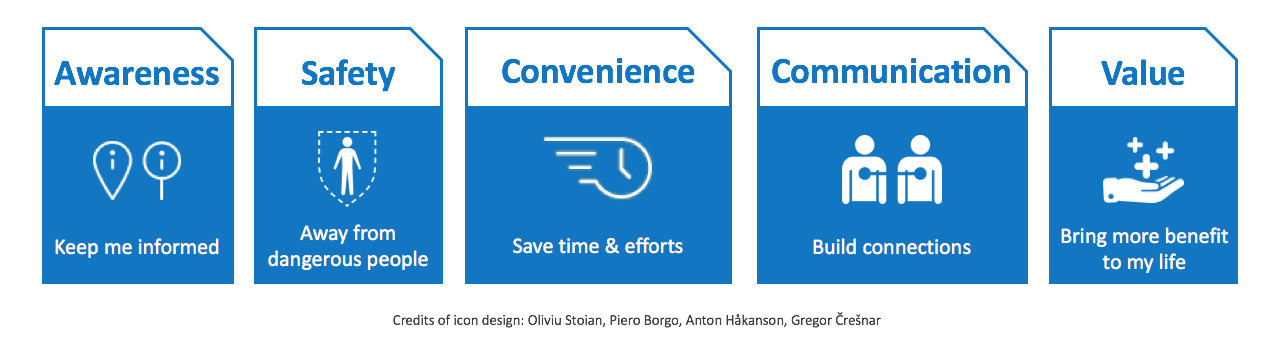 Awareness
Keep me informed
Safety
Away from
dangerous people
Convenience
Save time & efforts
Communication
Build connections
Value
Bring more benefit
to my life
Credits of icon design: Oliviu Stoian, Piero Borgo, Anton Håkanson, Gregor Črešnar